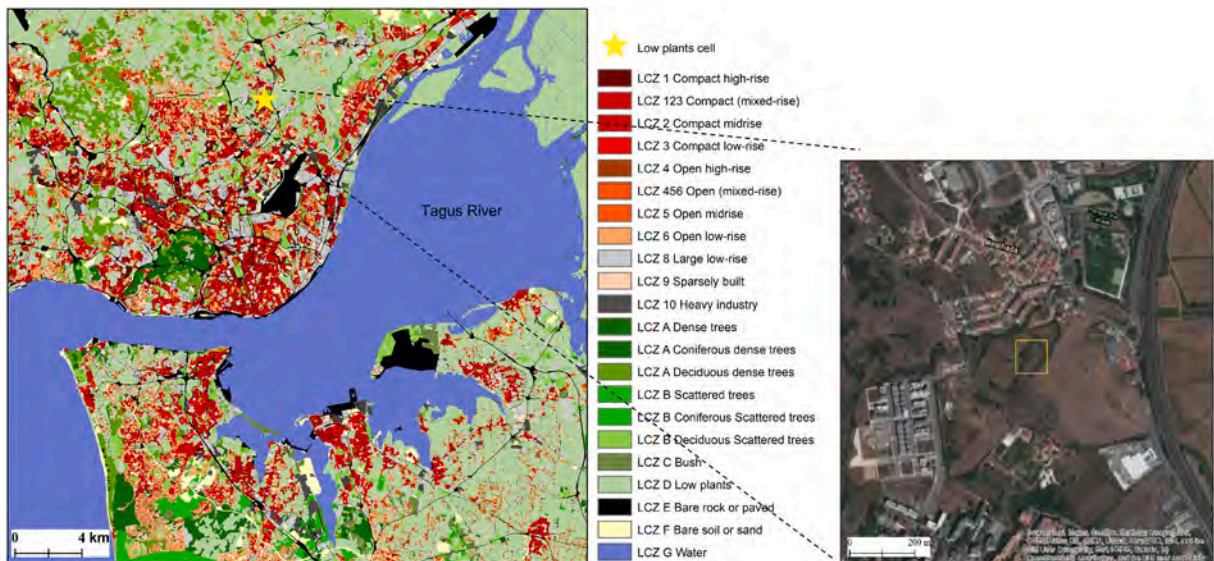 Tagus River
0 4 km
Low plants cell
LCZ 1 Compact high-rise
LCZ 123 Compact (mixed-rise)
LCZ 2 Compact midrise
LCZ 3 Compact low-rise
LCZ 4 Open high-rise
LCZ 456 Open (mixed-rise)
LCZ 5 Open midrise
LCZ 6 Open low-rise
LCZ 8 Large low-rise
LCZ 9 Sparsely built
LCZ 10 Heavy industry
LCZ A Dense trees
LCZ A Coniferous dense trees
LCZ A Deciduous dense trees
LCZ B Scattered trees
LCZ B Coniferous Scattered trees
LCZ B Deciduous Scattered trees
LCZ C Bush
LCZ D Low plants
LCZ E Bare rock or paved
LCZ F Bare soil or sand
LCZ G Water
Mealhada
0 200 m